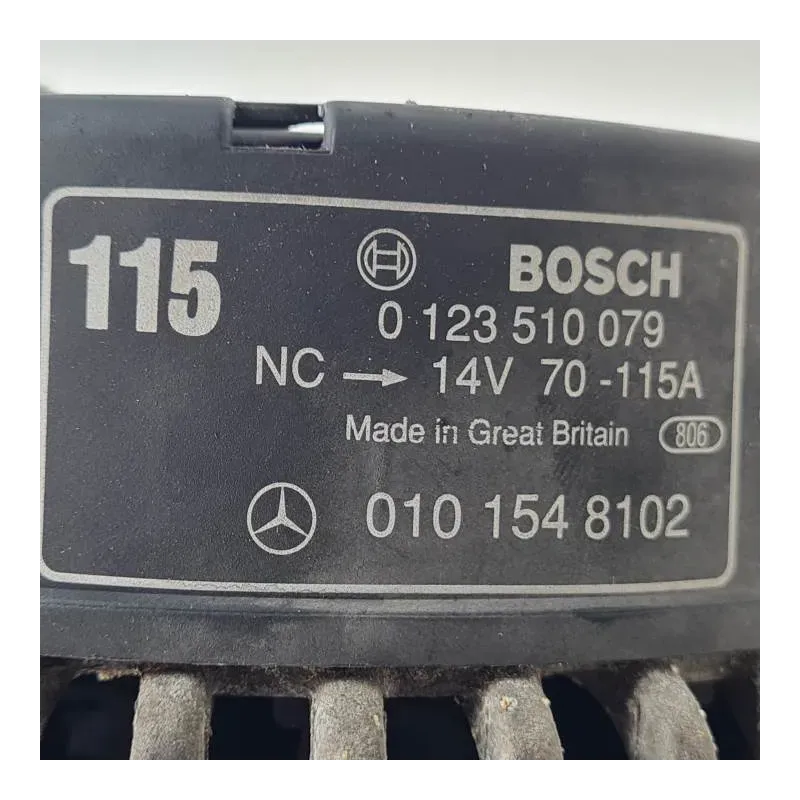 115 BOSCH
0 123 510 079
NC → 14V 70-115A
Made in Great Britain 806
010 154 8102